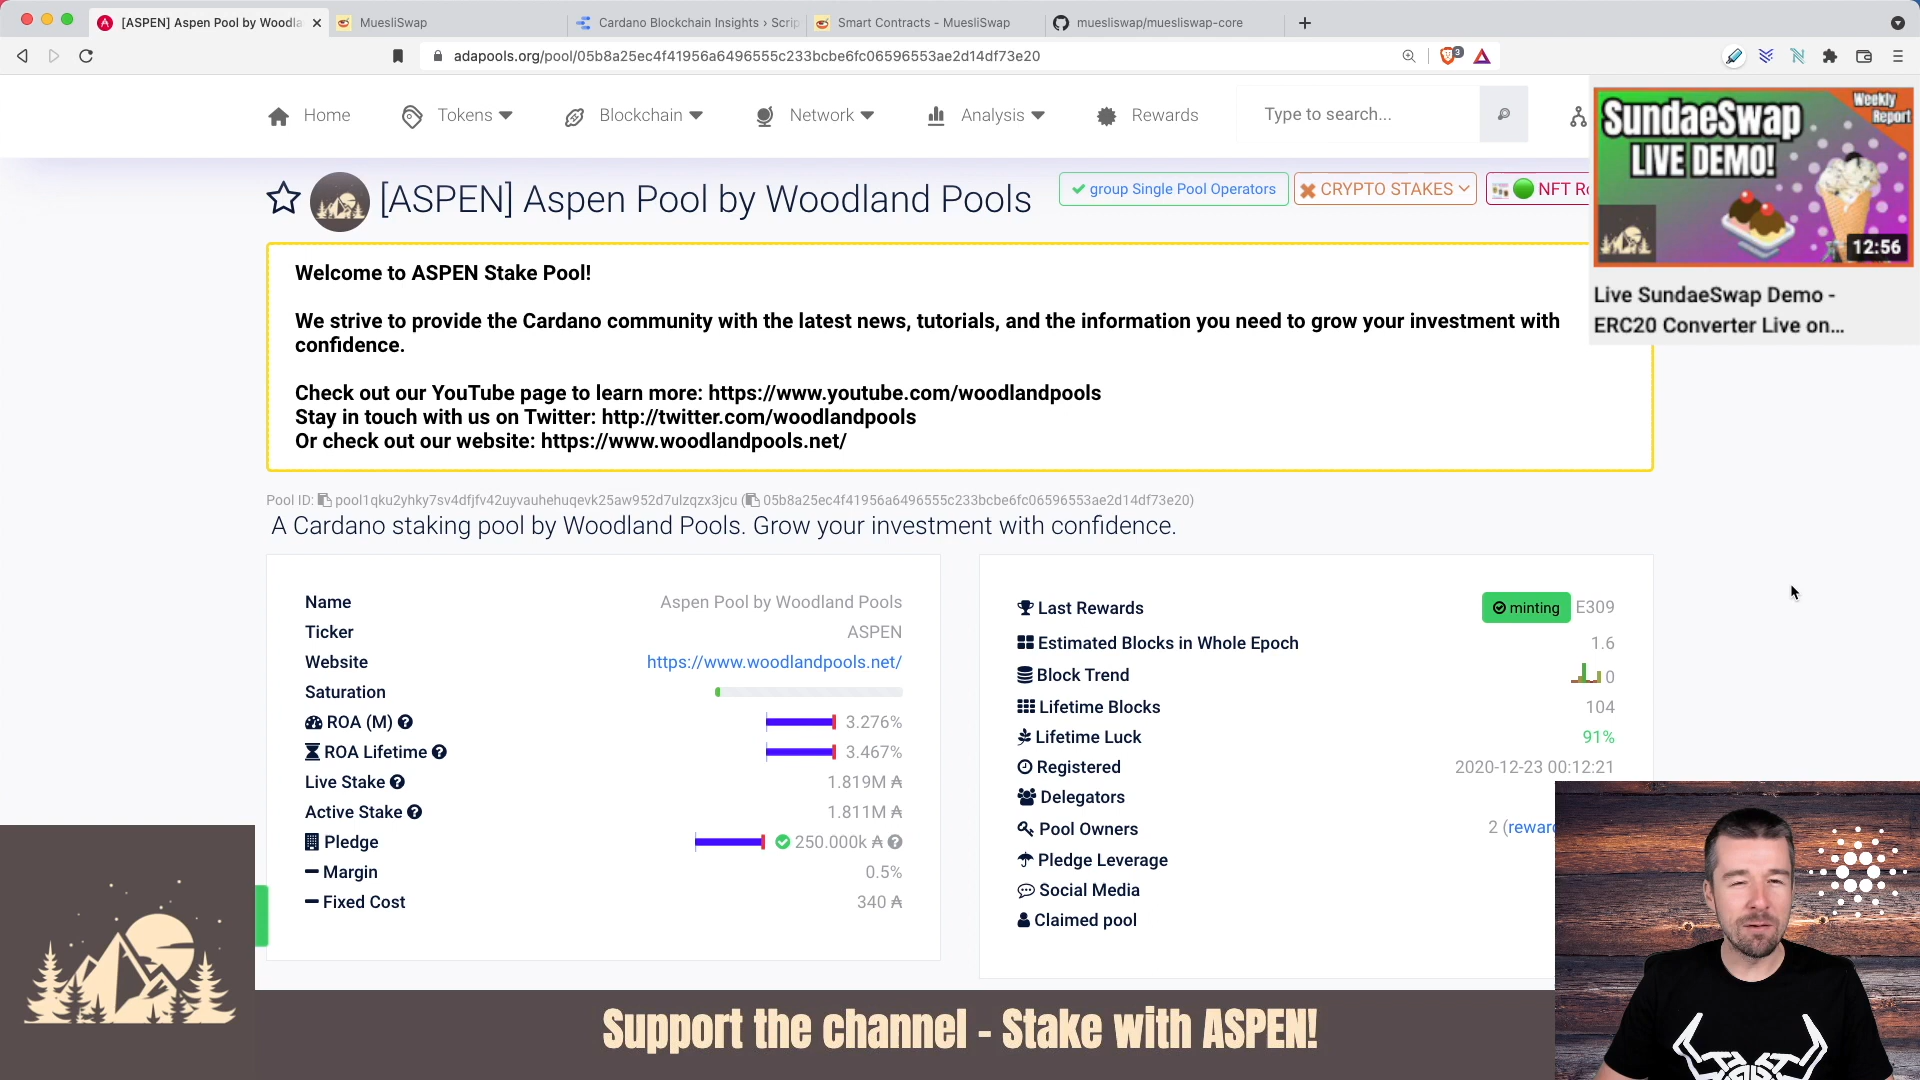 [ASPEN] Aspen Pool by Woodla
MuesliSwap
Cardano Blockchain Insights › Scrip
Smart Contracts - MuesliSwap
muesliswap/muesliswap-core
adapools.org/pool/05b8a25ec4f41956a6496555c233bcbe6fc06596553ae2d14df73e20
3
Home
Tokens
Blockchain
Network
Analysis
Rewards
Type to search...
[ASPEN] Aspen Pool by Woodland Pools
group Single Pool Operators
CRYPTO STAKES
NFT Ro
SundaeSwap
LIVE DEMO!
Weekly
Report
12:56
Live SundaeSwap Demo -
ERC20 Converter Live on...
Welcome to ASPEN Stake Pool!
We strive to provide the Cardano community with the latest news, tutorials, and the information you need to grow your investment with
confidence.
Check out our YouTube page to learn more: https://www.youtube.com/woodlandpools
Stay in touch with us on Twitter: http://twitter.com/woodlandpools
Or check out our website: https://www.woodlandpools.net/
Pool ID: pool1qku2yhky7sv4dfjfv42uyvauhehuqevk25aw952d7ulzqzx3jcu (05b8a25ec4f41956a6496555c233bcbe6fc06596553ae2d14df73e20)
A Cardano staking pool by Woodland Pools. Grow your investment with confidence.
Name Aspen Pool by Woodland Pools
Ticker ASPEN
Website https://www.woodlandpools.net/
Saturation
ROA (M) 3.276%
ROA Lifetime 3.467%
Live Stake 1.819M ₳
Active Stake 1.811M ₳
Pledge 250.000k ₳
Margin 0.5%
Fixed Cost 340 ₳
Last Rewards minting E309
Estimated Blocks in Whole Epoch 1.6
Block Trend 0
Lifetime Blocks 104
Lifetime Luck 91%
Registered 2020-12-23 00:12:21
Delegators
Pool Owners 2 (rewar
Pledge Leverage
Social Media
Claimed pool
Support the channel - Stake with ASPEN!